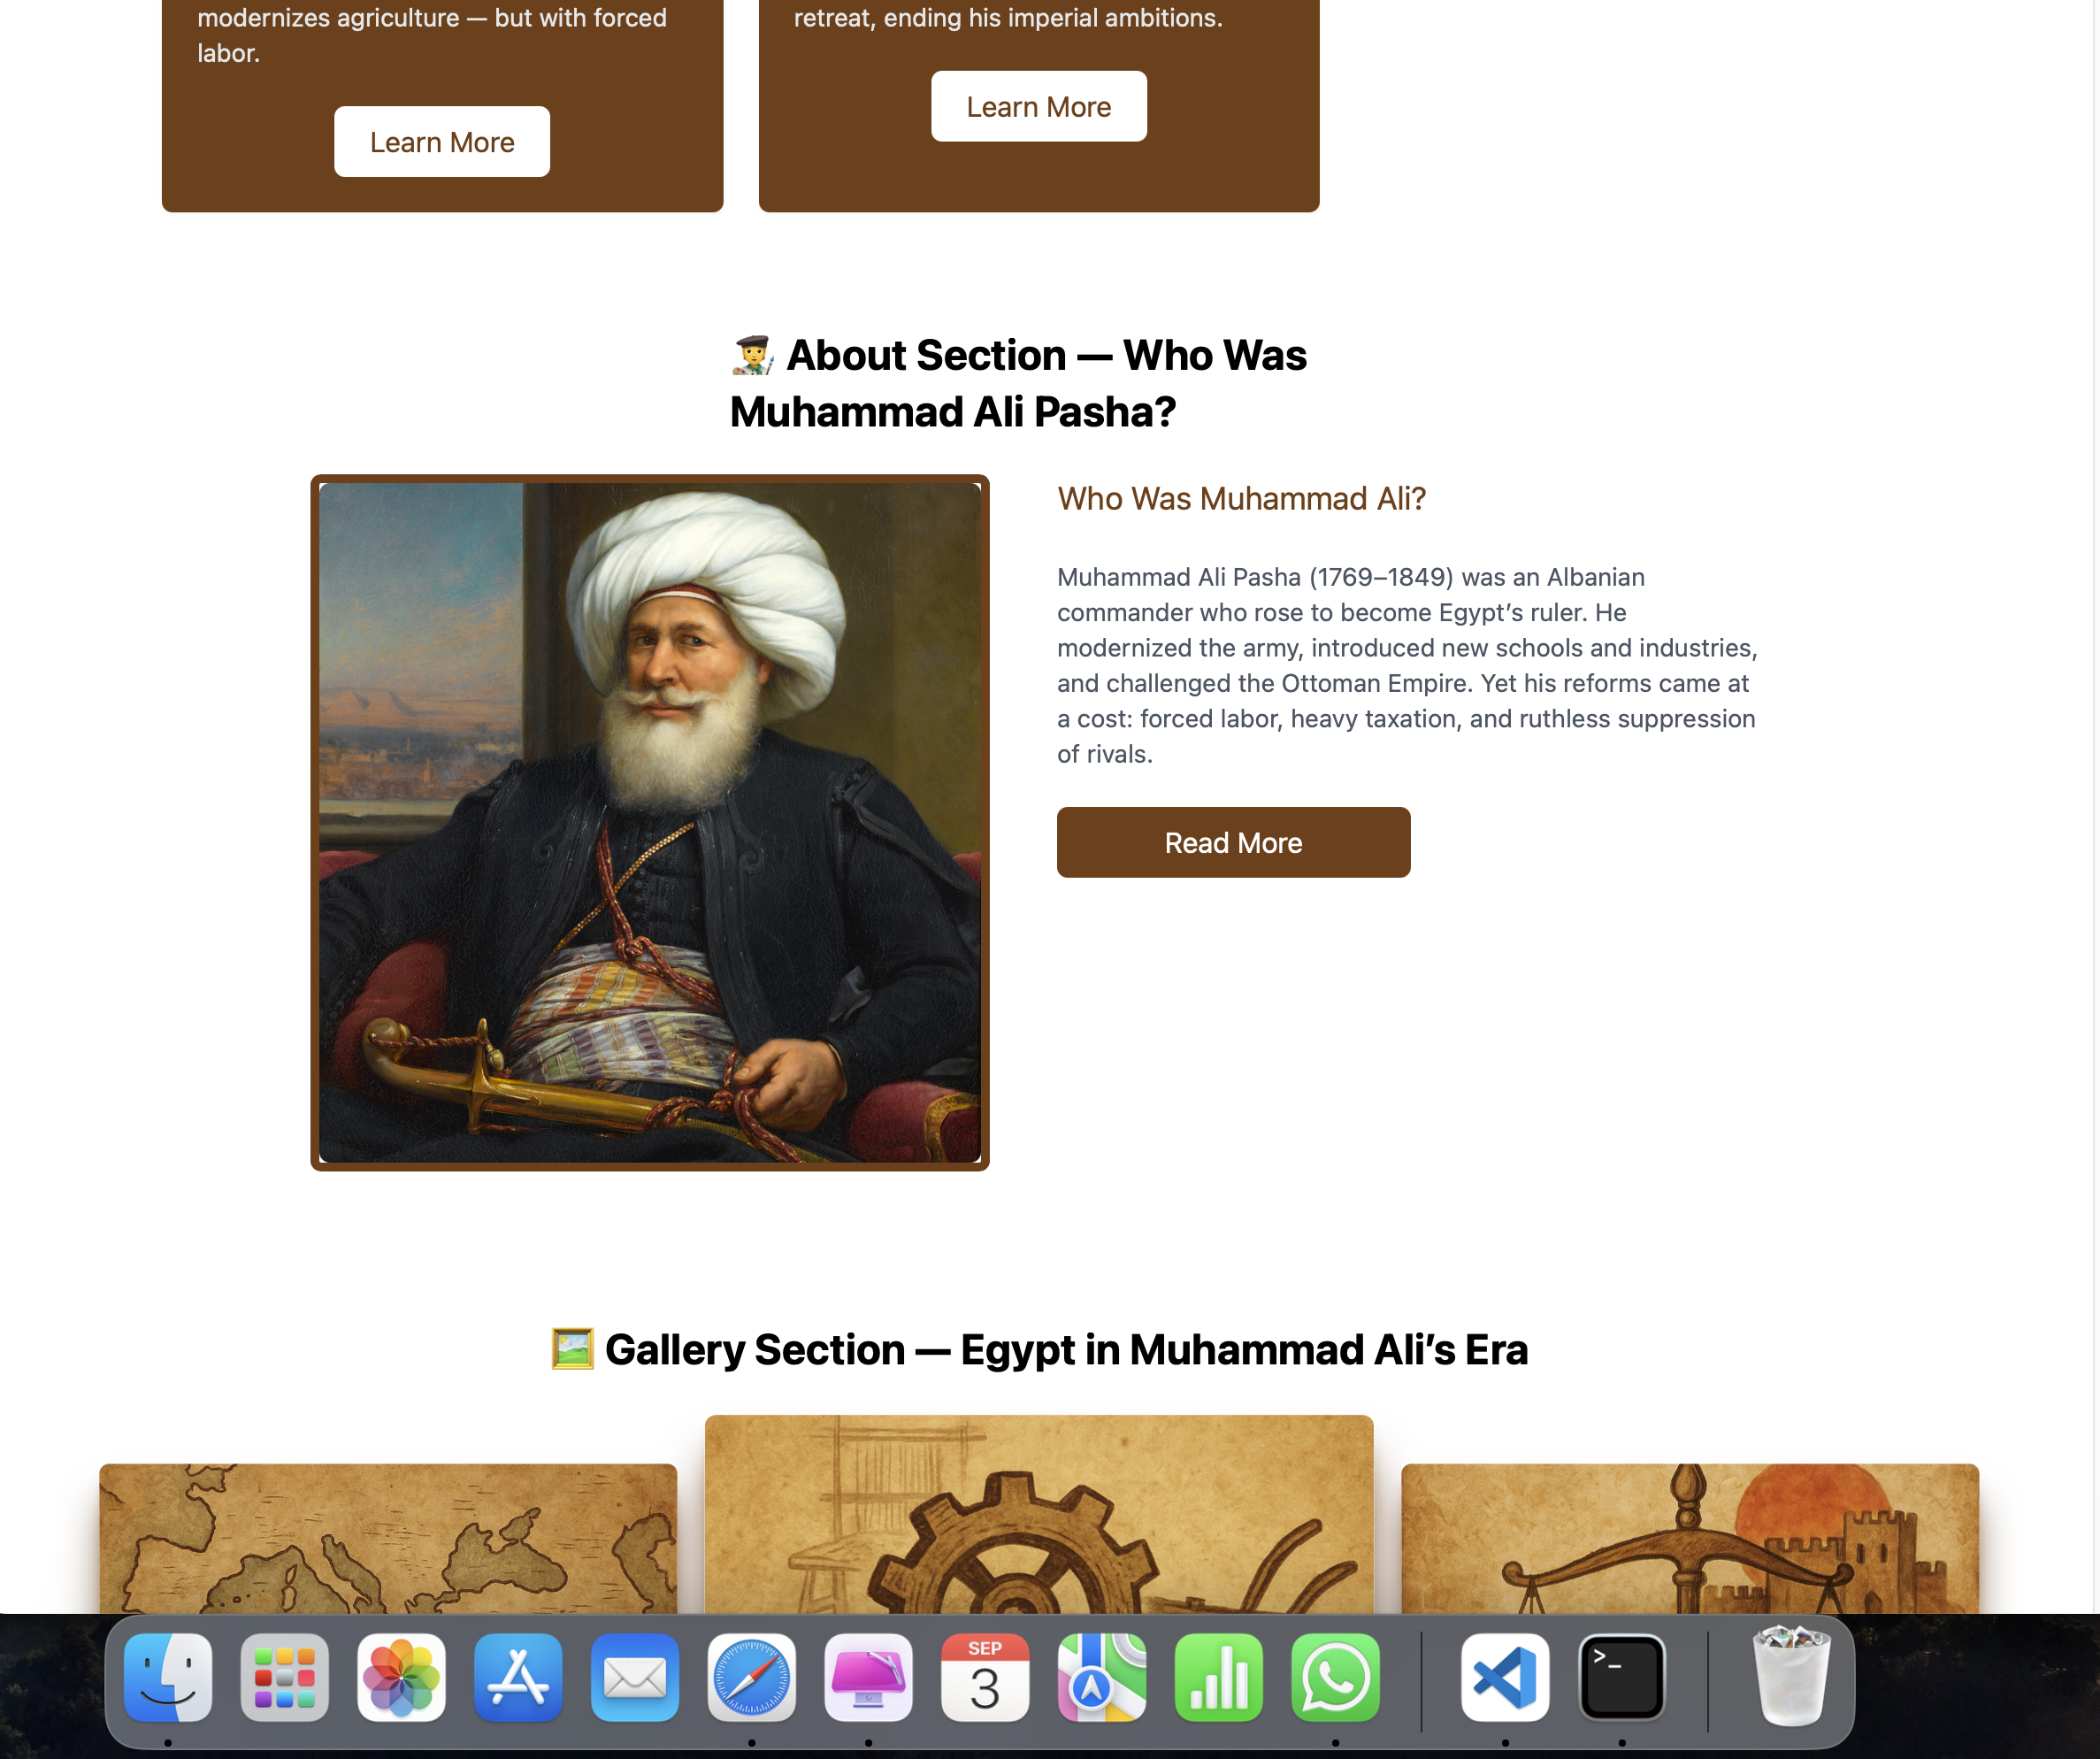 modernizes agriculture — but with forced
labor.
Learn More
retreat, ending his imperial ambitions.
Learn More
About Section — Who Was
Muhammad Ali Pasha?
Who Was Muhammad Ali?
Muhammad Ali Pasha (1769–1849) was an Albanian
commander who rose to become Egypt’s ruler. He
modernized the army, introduced new schools and industries,
and challenged the Ottoman Empire. Yet his reforms came at
a cost: forced labor, heavy taxation, and ruthless suppression
of rivals.
Read More
Gallery Section — Egypt in Muhammad Ali’s Era
SEP
3
>_